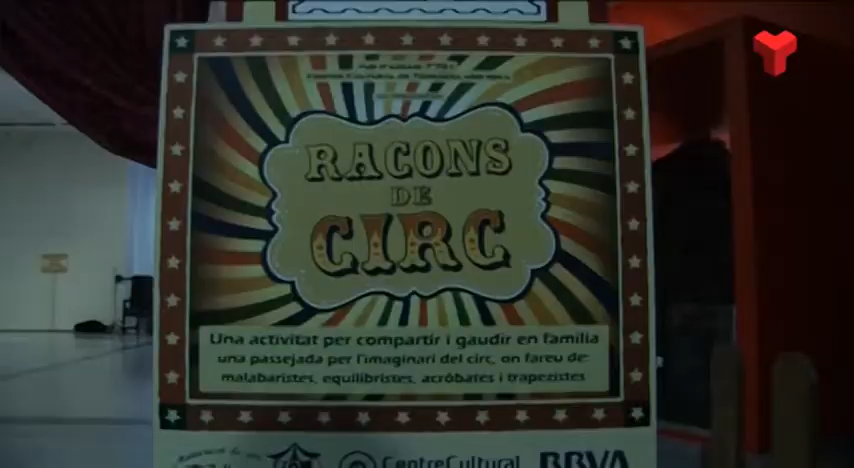 RACONS
DE
CIRC
Una activitat per compartir i gaudir en família
una passejada per l'imaginari del circ, on fareu de
malabaristes, equilibristes, acròbates i trapezistes
CentreCultural BBVA